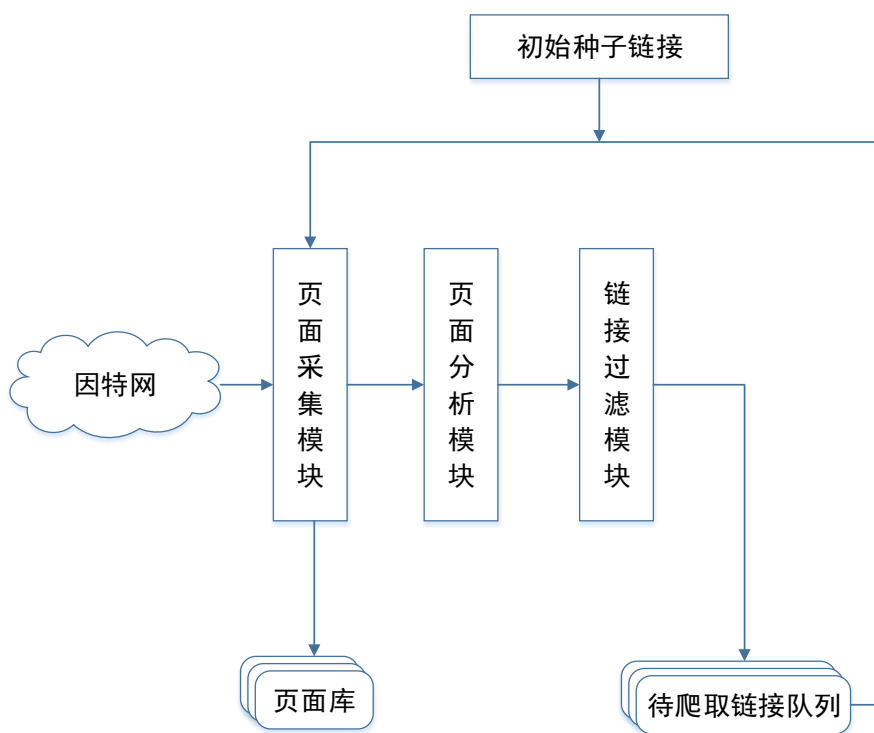 初始种子链接
因特网
页面采集模块
页面分析模块
链接过滤模块
页面库
待爬取链接队列